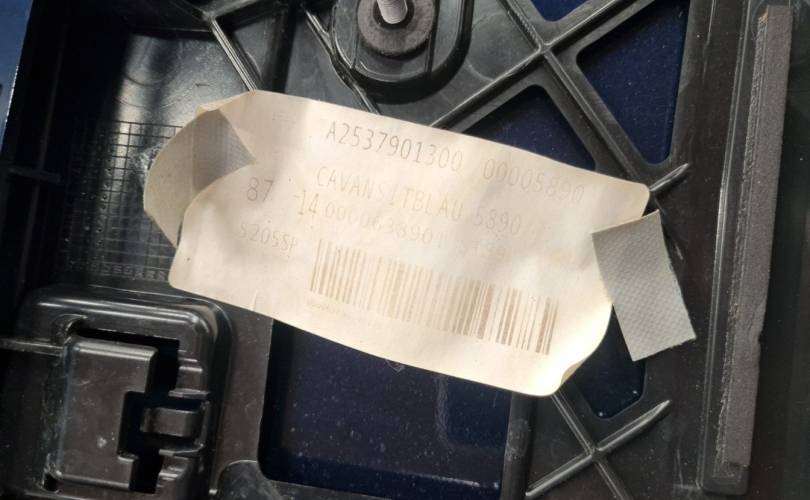 A2537901300 00005890
CAVANSITBLAU 5890
87 -14 0000638901
S205SP